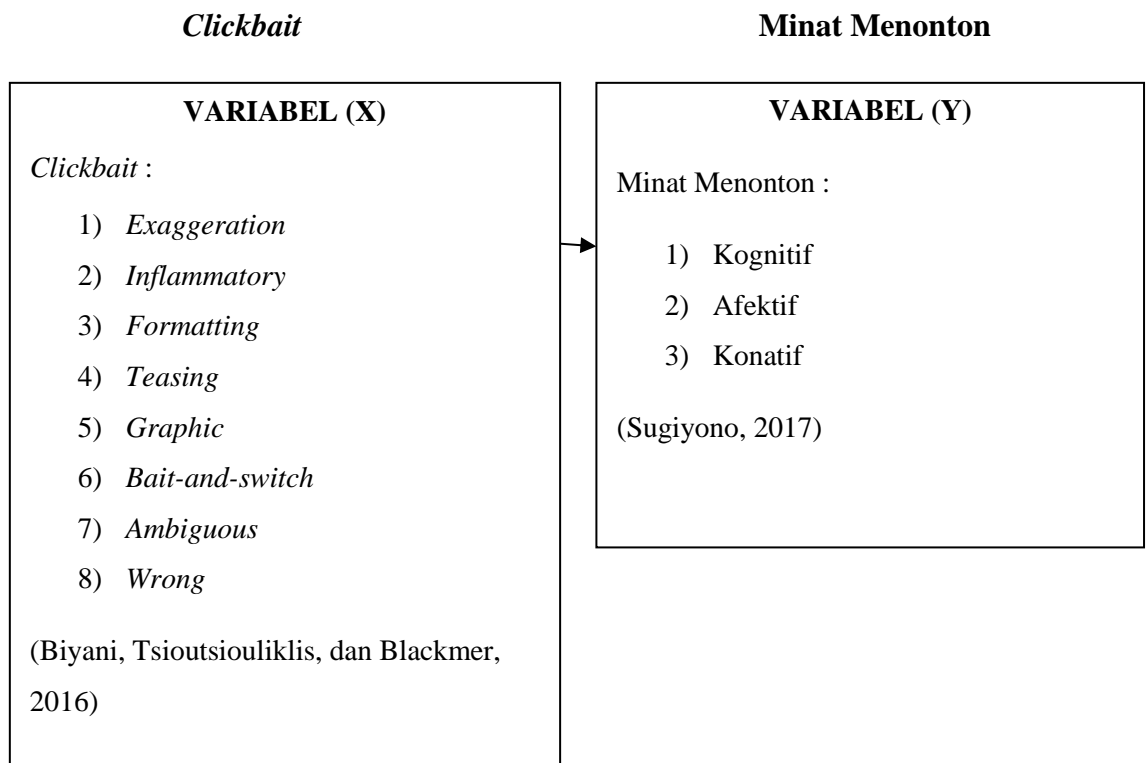 Clickbait
VARIABEL (X)
Clickbait :
1) Exaggeration
2) Inflammatory
3) Formatting
4) Teasing
5) Graphic
6) Bait-and-switch
7) Ambiguous
8) Wrong
(Biyani, Tsioutsiouliklis, dan Blackmer,
2016)
Minat Menonton
VARIABEL (Y)
Minat Menonton :
1) Kognitif
2) Afektif
3) Konatif
(Sugiyono, 2017)